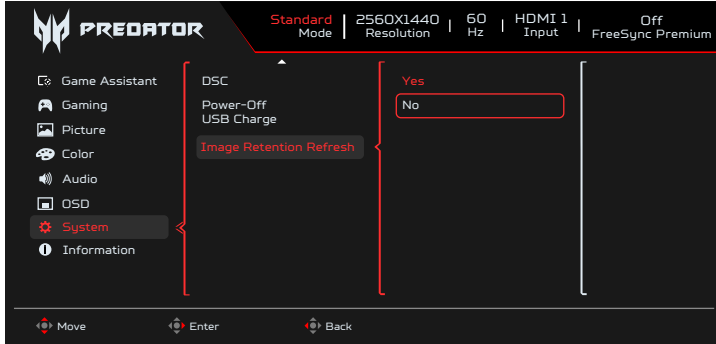 PREDATOR
Standard
Mode
2560X1440
Resolution
60
Hz
HDMI 1
Input
Off
FreeSync Premium
Game Assistant
Gaming
Picture
Color
Audio
OSD
System
Information
DSC
Power-Off
USB Charge
Image Retention Refresh
Yes
No
Move
Enter
Back